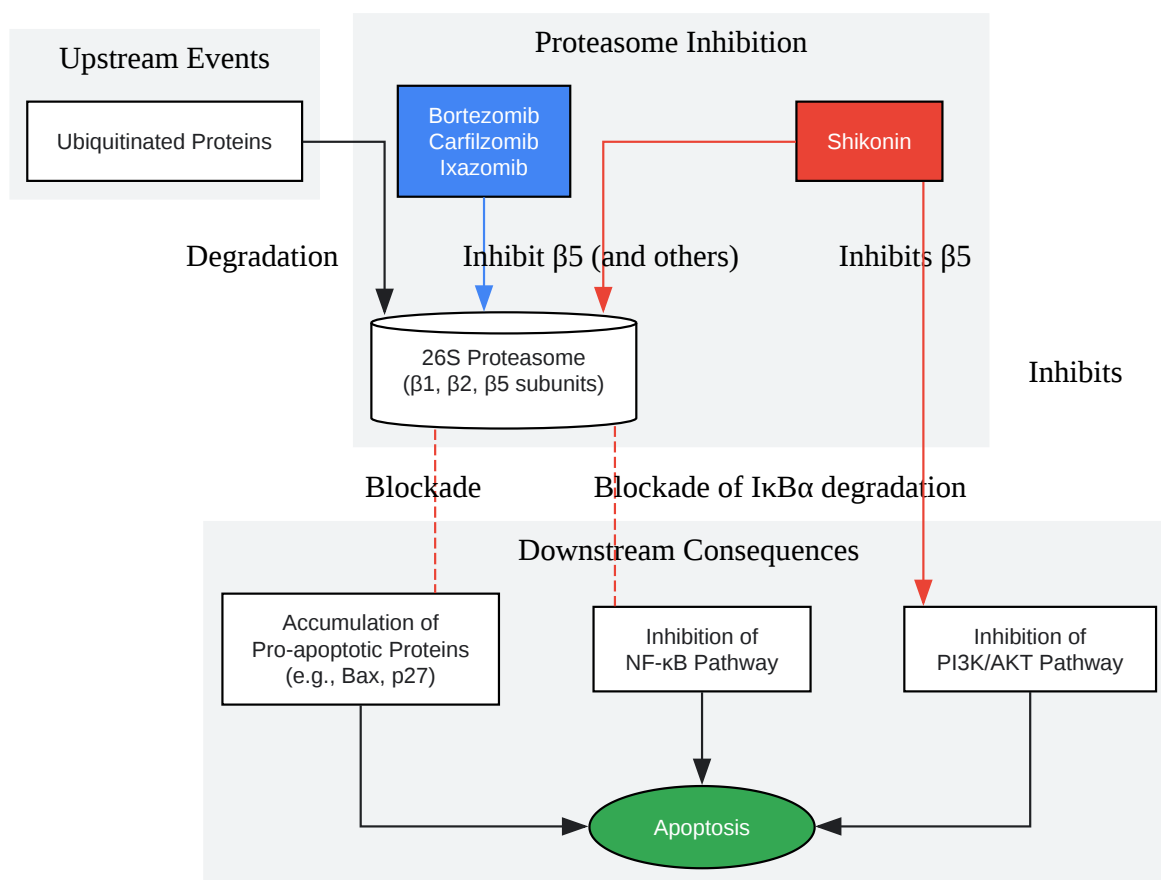 Proteasome Inhibition
Upstream Events
Ubiquitinated Proteins
Bortezomib
Carfilzomib
Ixazomib
Shikonin
Degradation
Inhibit β5 (and others)
Inhibits β5
26S Proteasome
(β1, β2, β5 subunits)
Inhibits
Blockade
Blockade of IκBα degradation
Downstream Consequences
Accumulation of
Pro-apoptotic Proteins
(e.g., Bax, p27)
Inhibition of
NF-κB Pathway
Inhibition of
PI3K/AKT Pathway
Apoptosis